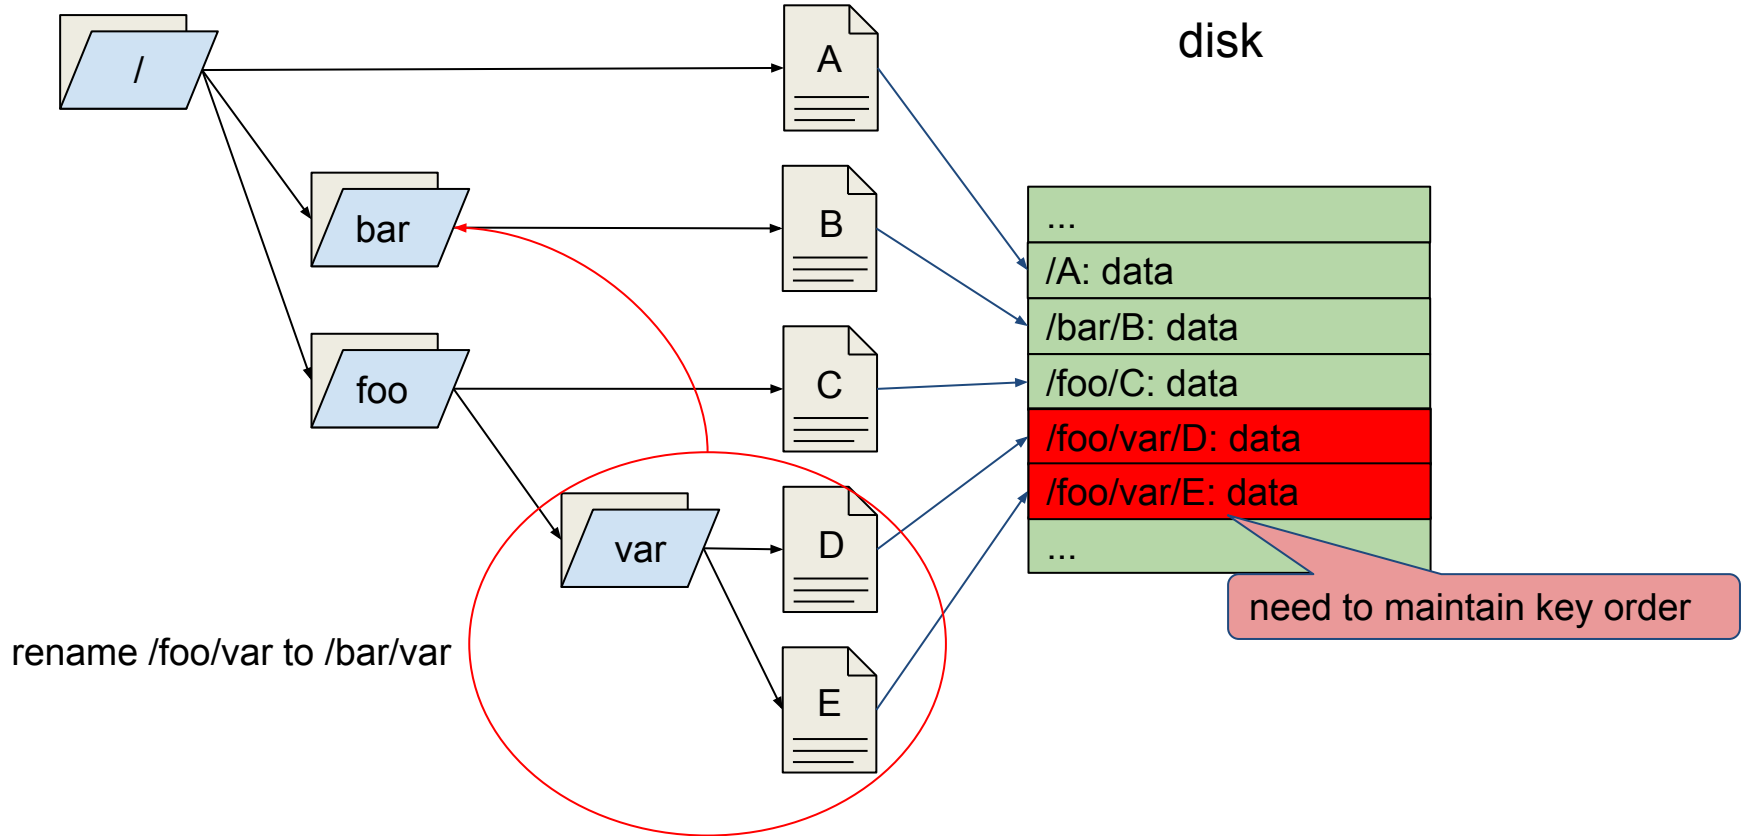 disk
/
A
bar
B
foo
C
var
D
E
...
/A: data
/bar/B: data
/foo/C: data
/foo/var/D: data
/foo/var/E: data
...
need to maintain key order
rename /foo/var to /bar/var